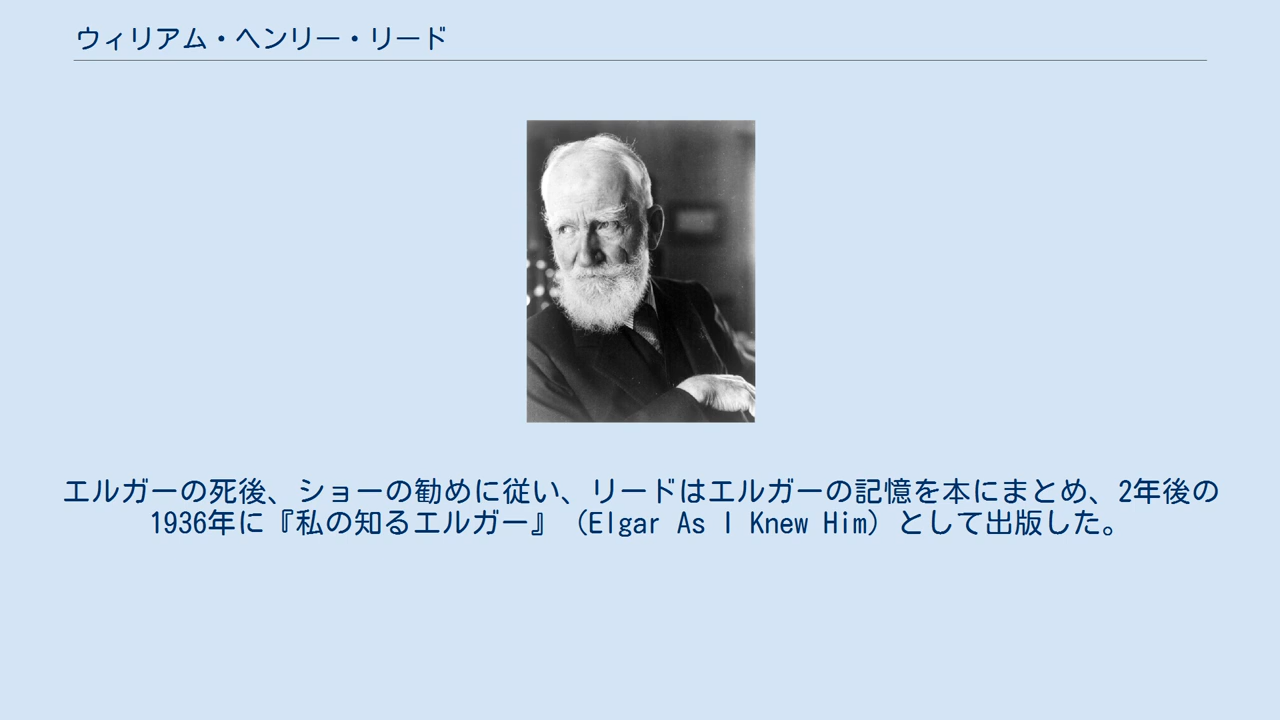 ウィリアム・ヘンリー・リード
エルガーの死後、ショーの勧めに従い、リードはエルガーの記憶を本にまとめ、2年後の
1936年に『私の知るエルガー』（Elgar As I Knew Him）として出版した。